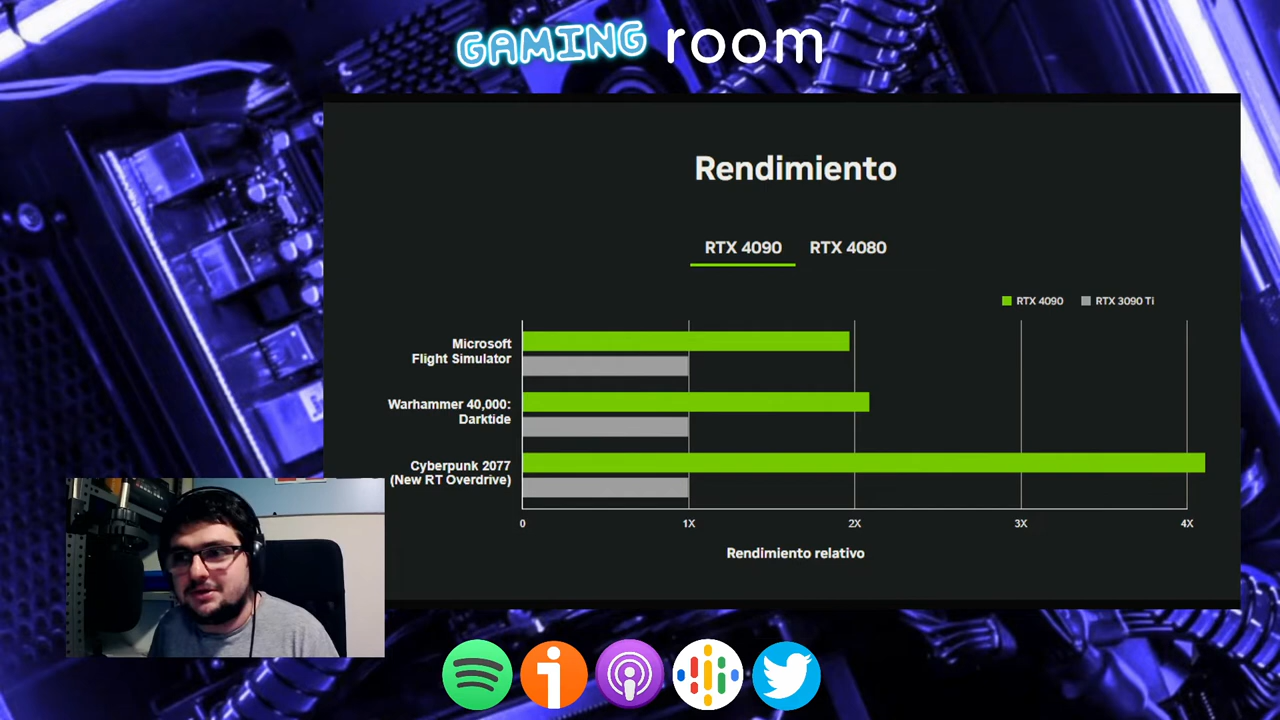 GAMING room
Rendimiento
RTX 4090 RTX 4080
RTX 4090 RTX 3090 Ti
Microsoft
Flight Simulator
Warhammer 40,000:
Darktide
Cyberpunk 2077
(New RT Overdrive)
0 1X 2X 3X 4X
Rendimiento relativo